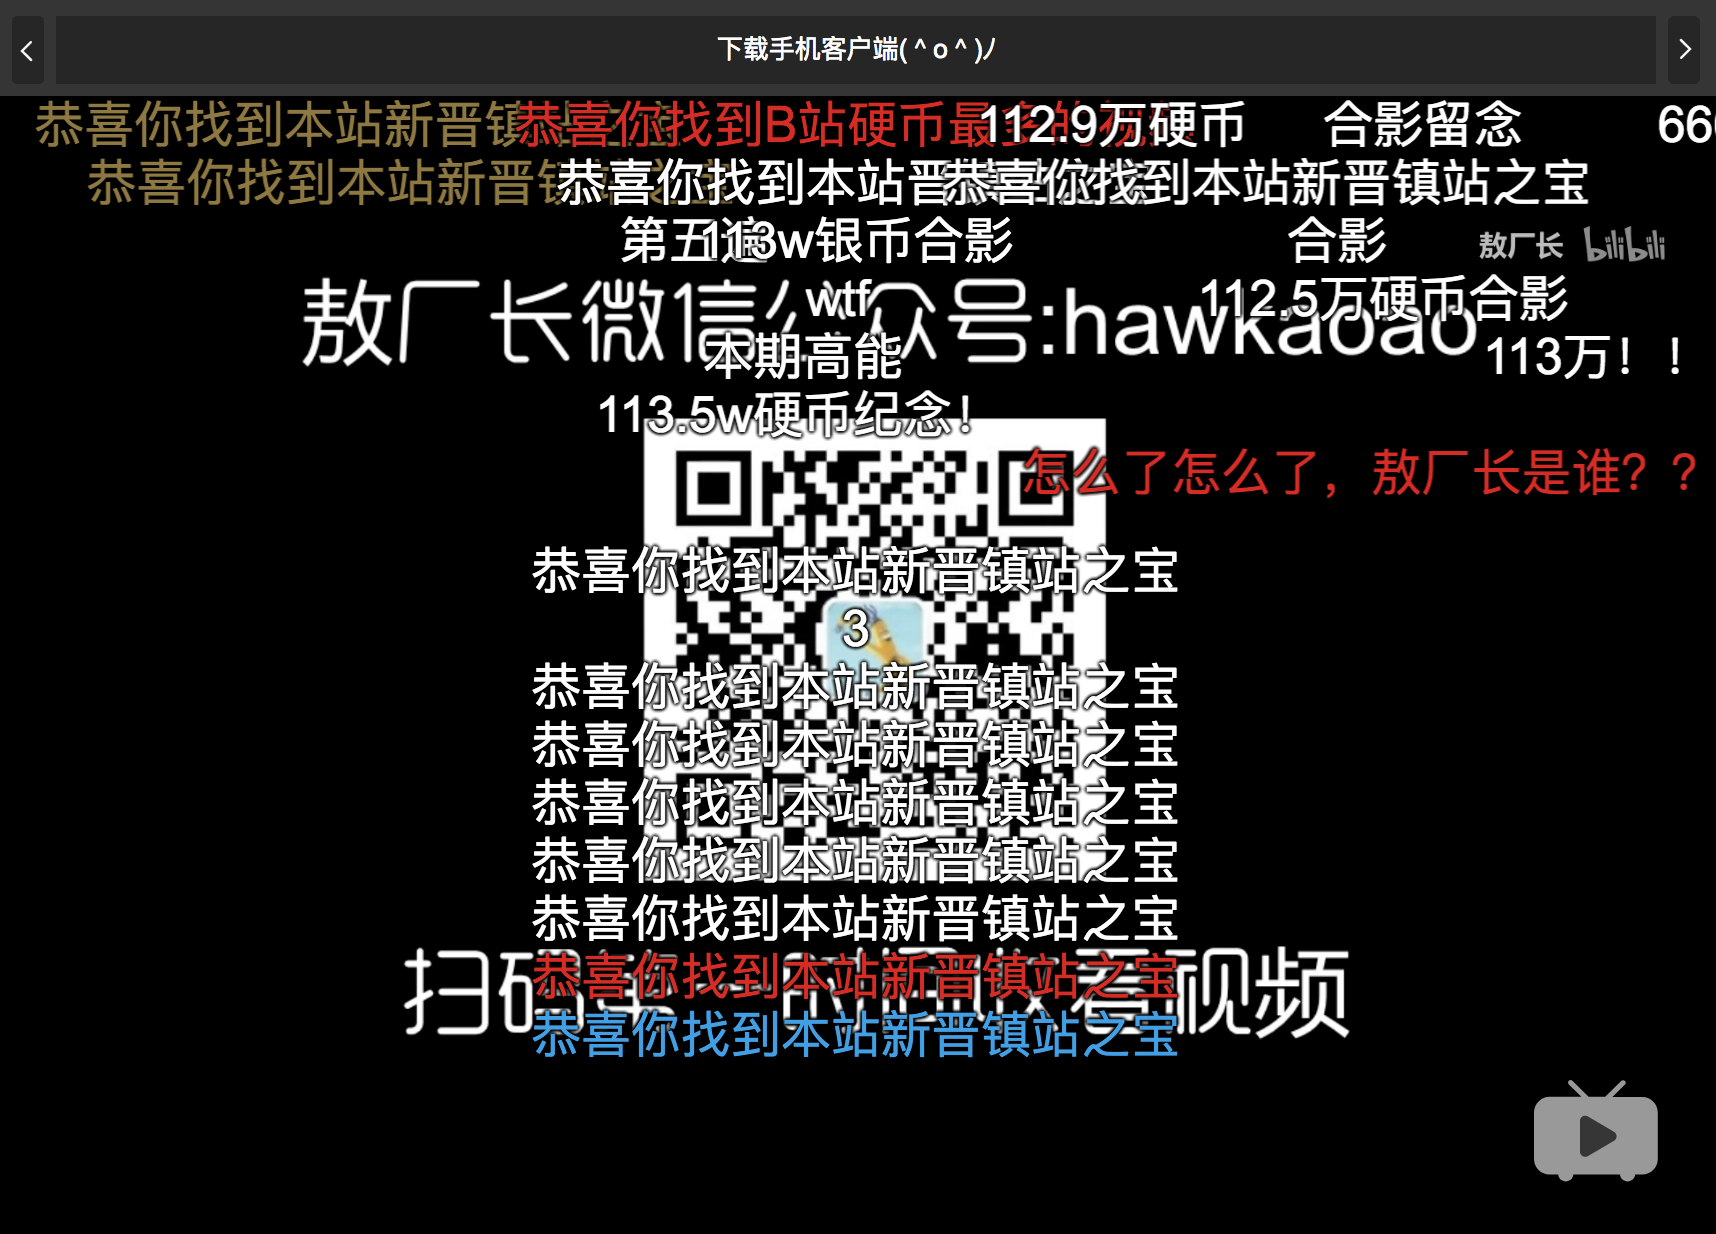 下载手机客户端(＾o＾)ﾉ
恭喜你找到本站新晋镇
恭喜你找到B站硬币最多的视频
112.9万硬币
合影留念
66
恭喜你找到本站新晋镇
恭喜你找到本站晋
恭喜你找到本站新晋镇站之宝
第五遍
113w银币合影
合影
敖厂长 bilibili
敖厂长微信公众号:hawkaoao
wtf
112.5万硬币合影
本期高能
113万！！
113.5w硬币纪念！
怎么了怎么了，敖厂长是谁？？
恭喜你找到本站新晋镇站之宝
3
恭喜你找到本站新晋镇站之宝
恭喜你找到本站新晋镇站之宝
恭喜你找到本站新晋镇站之宝
恭喜你找到本站新晋镇站之宝
恭喜你找到本站新晋镇站之宝
恭喜你找到本站新晋镇站之宝
扫码第一时间收看视频
恭喜你找到本站新晋镇站之宝